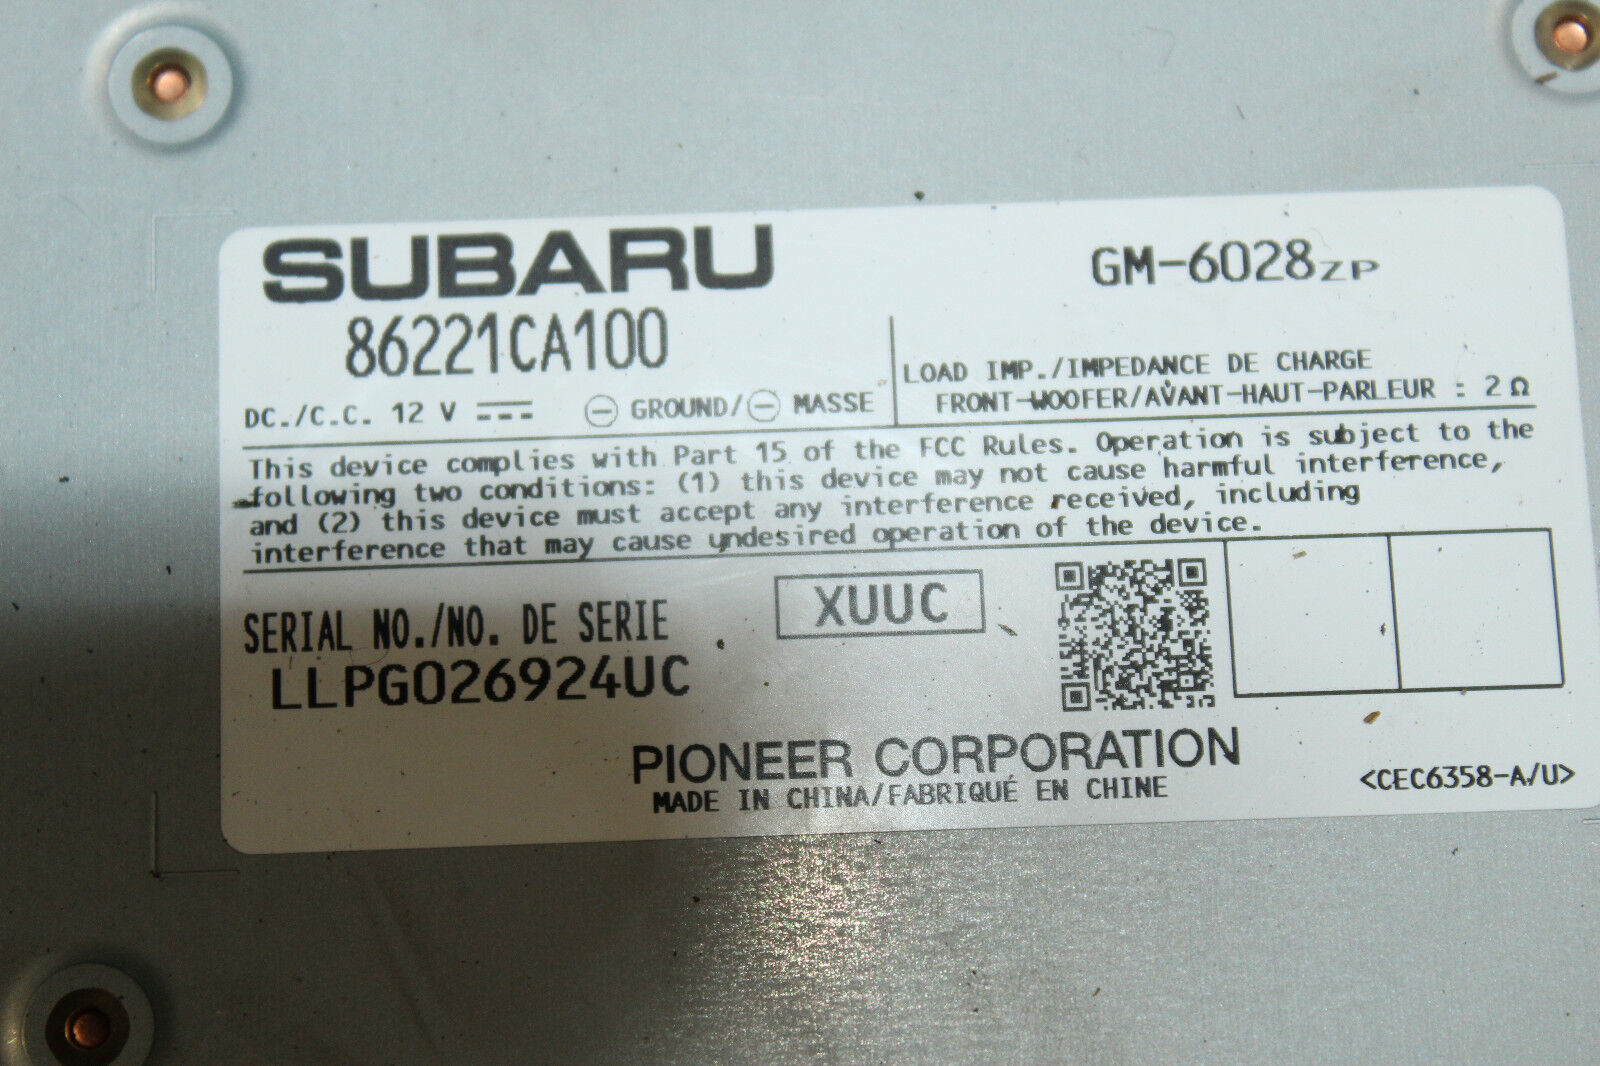 SUBARU
86221CA100
GM-6028ZP
DC./C.C. 12 V ⎓ ⊖ GROUND/⊖ MASSE
LOAD IMP./IMPEDANCE DE CHARGE
FRONT-WOOFER/AVANT-HAUT-PARLEUR : 2 Ω
This device complies with Part 15 of the FCC Rules. Operation is subject to the
following two conditions: (1) this device may not cause harmful interference,
and (2) this device must accept any interference received, including
interference that may cause undesired operation of the device.
SERIAL NO./NO. DE SERIE
LLPG026924UC
XUUC
PIONEER CORPORATION
MADE IN CHINA/FABRIQUÉ EN CHINE
<CEC6358-A/U>